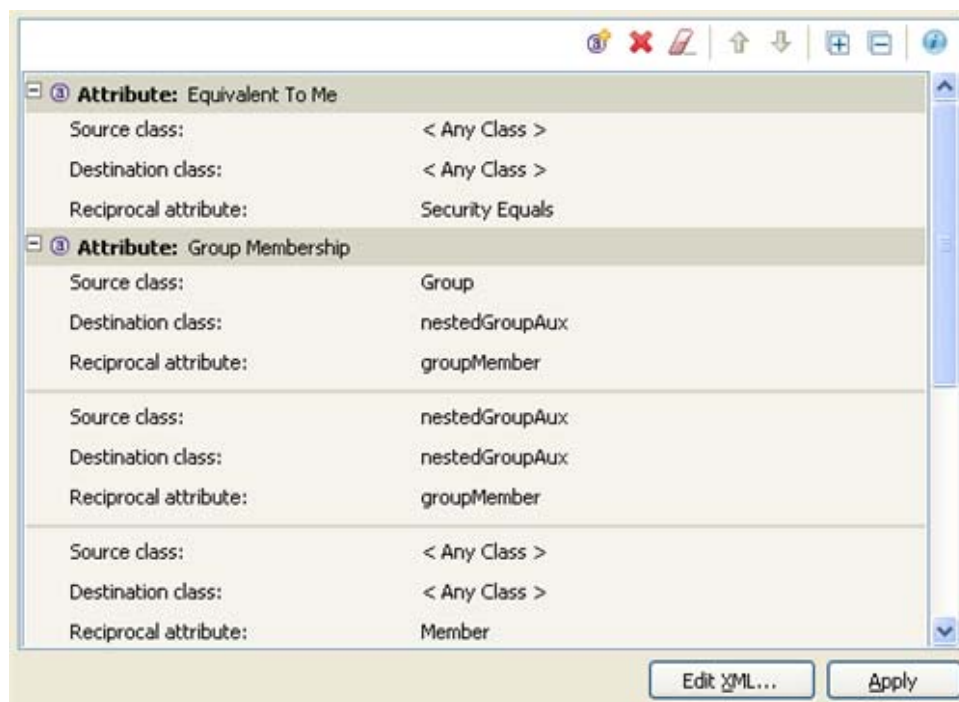 Attribute: Equivalent To Me
Source class: < Any Class >
Destination class: < Any Class >
Reciprocal attribute: Security Equals
Attribute: Group Membership
Source class: Group
Destination class: nestedGroupAux
Reciprocal attribute: groupMember
Source class: nestedGroupAux
Destination class: nestedGroupAux
Reciprocal attribute: groupMember
Source class: < Any Class >
Destination class: < Any Class >
Reciprocal attribute: Member
Edit XML... Apply